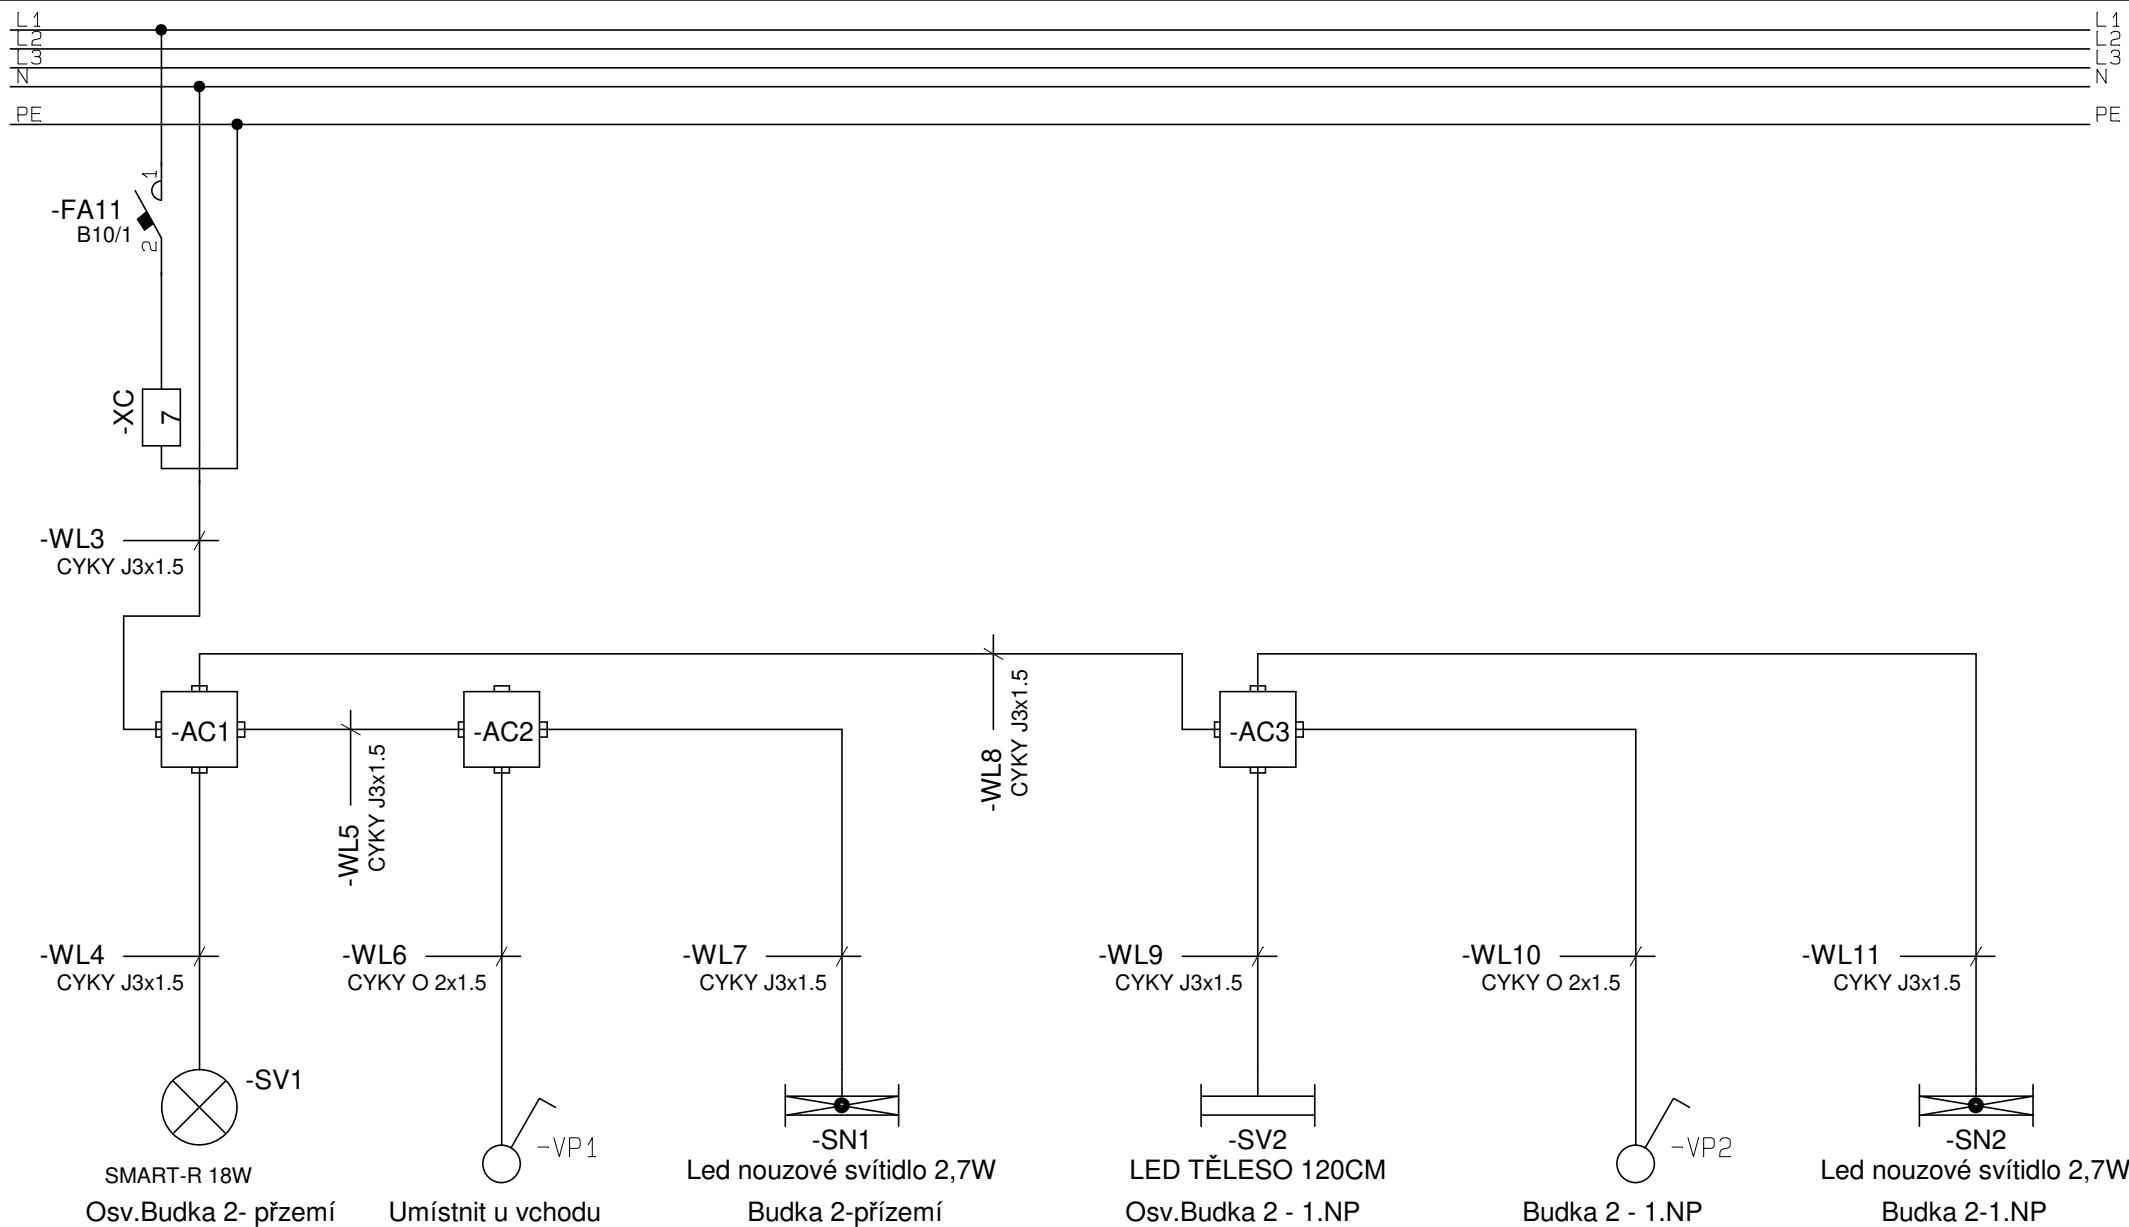 L1
L1
L2
L2
L3
L3
N
N
PE
PE
1
-FA11
B10/1
2
-XC
7
-WL3
CYKY J3x1.5
-AC1
-AC2
-AC3
-WL5
CYKY J3x1.5
-WL8
CYKY J3x1.5
-WL4
CYKY J3x1.5
-WL6
CYKY O 2x1.5
-WL7
CYKY J3x1.5
-WL9
CYKY J3x1.5
-WL10
CYKY O 2x1.5
-WL11
CYKY J3x1.5
-SV1
SMART-R 18W
Osv.Budka 2- přzemí
-VP1
Umístnit u vchodu
-SN1
Led nouzové svítidlo 2,7W
Budka 2-přízemí
-SV2
LED TĚLESO 120CM
Osv.Budka 2 - 1.NP
-VP2
Budka 2 - 1.NP
-SN2
Led nouzové svítidlo 2,7W
Budka 2-1.NP